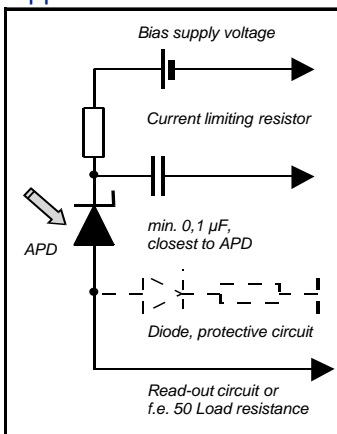 Bias supply voltage
Current limiting resistor
min. 0,1 µF,
closest to APD
APD
Diode, protective circuit
Read-out circuit or
f.e. 50 Load resistance